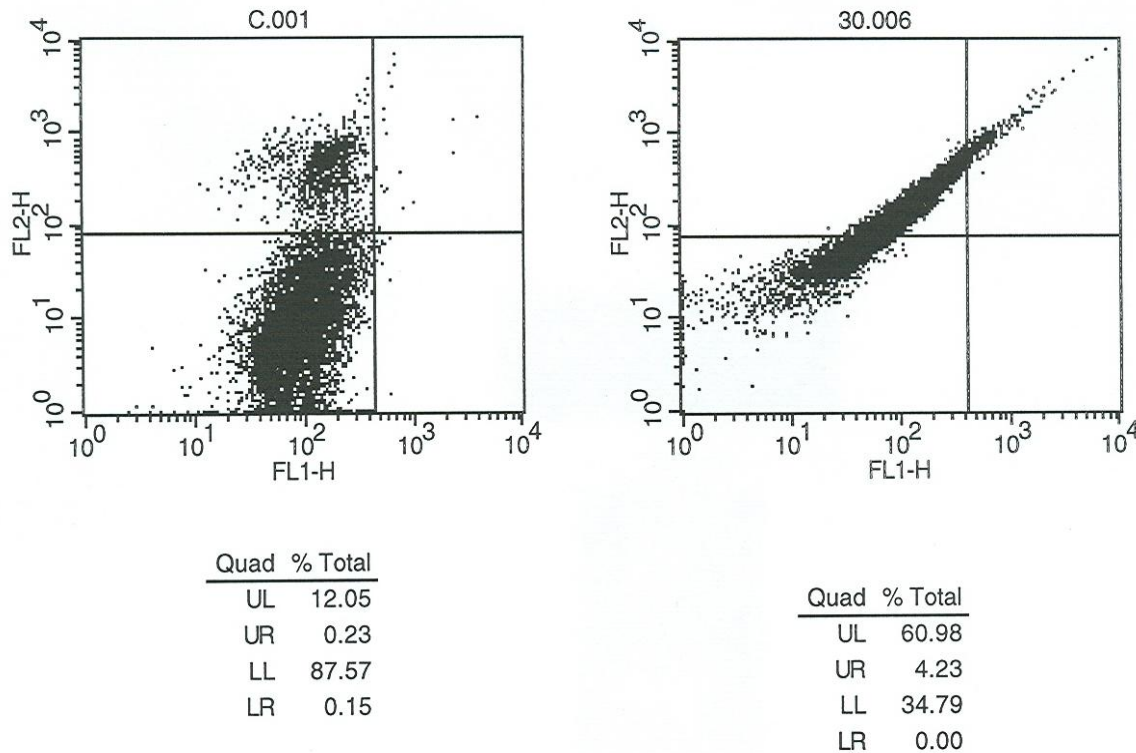 C.001
10^4
10^3
10^2
10^1
10^0
FL2-H
10^0 10^1 10^2 10^3 10^4
FL1-H
Quad % Total
UL 12.05
UR 0.23
LL 87.57
LR 0.15
30.006
10^4
10^3
10^2
10^1
10^0
FL2-H
10^0 10^1 10^2 10^3 10^4
FL1-H
Quad % Total
UL 60.98
UR 4.23
LL 34.79
LR 0.00